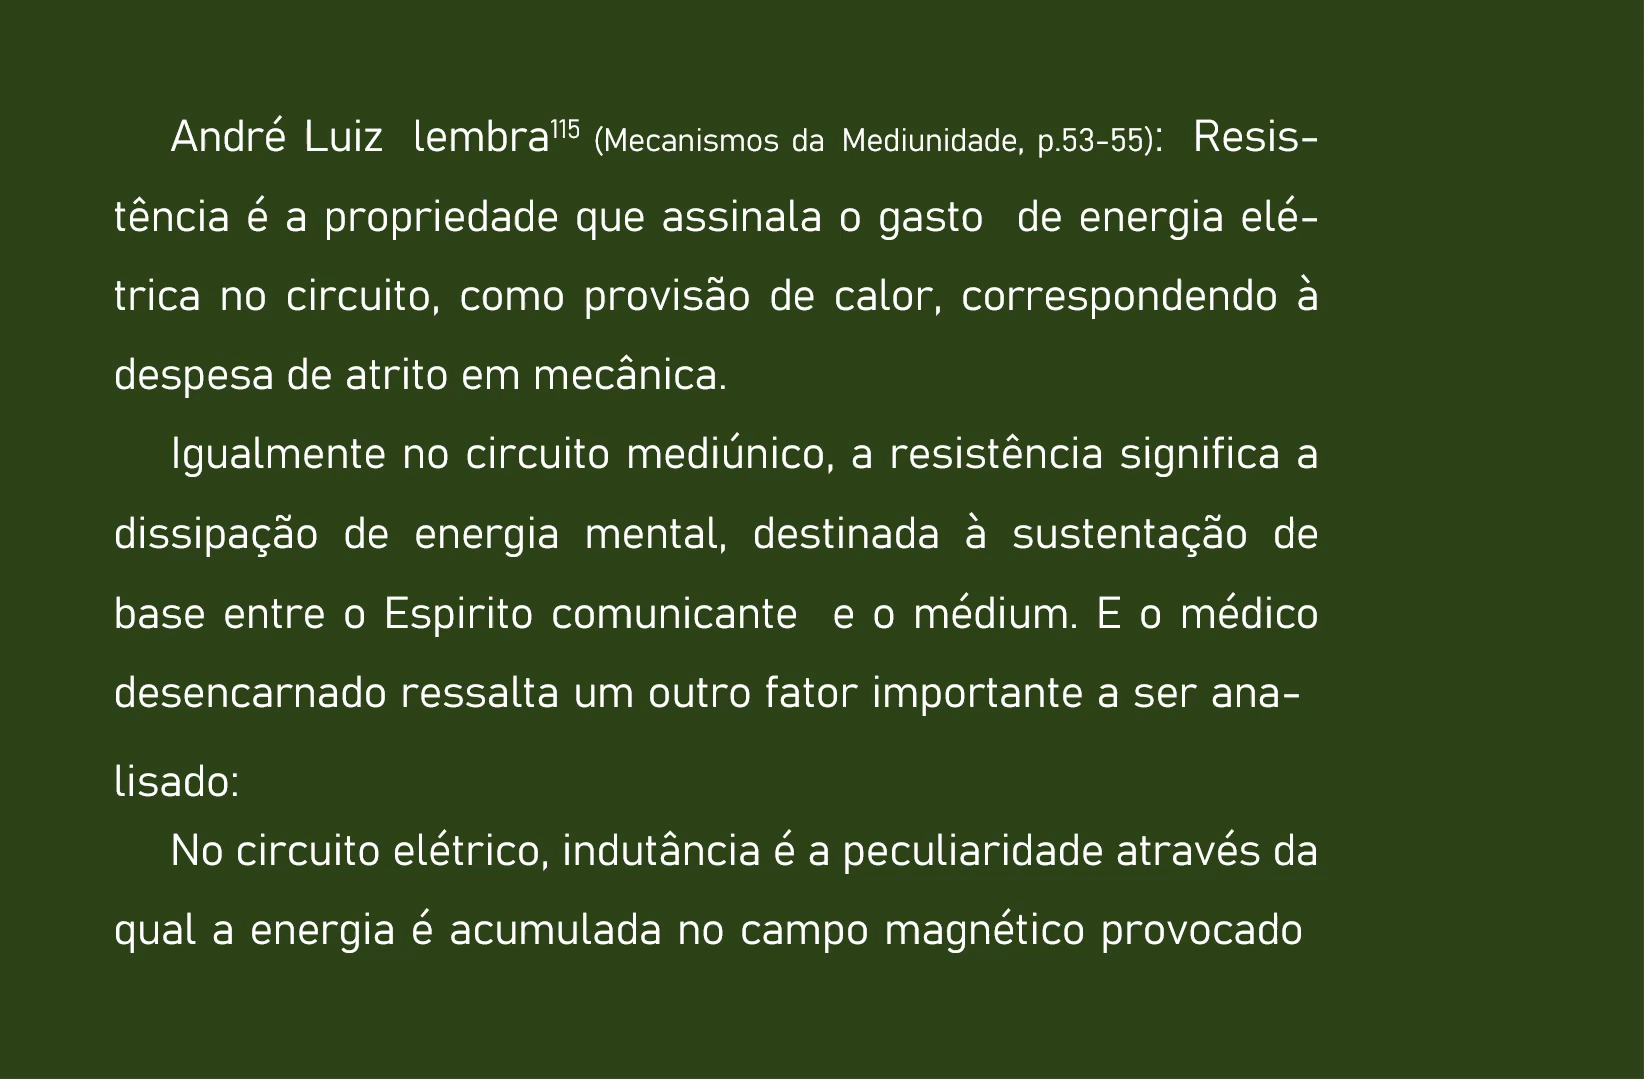 André Luiz lembra¹¹⁵ (Mecanismos da Mediunidade, p.53-55): Resis-
tência é a propriedade que assinala o gasto de energia elé-
trica no circuito, como provisão de calor, correspondendo à
despesa de atrito em mecânica.
Igualmente no circuito mediúnico, a resistência significa a
dissipação de energia mental, destinada à sustentação de
base entre o Espirito comunicante e o médium. E o médico
desencarnado ressalta um outro fator importante a ser ana-
lisado:
No circuito elétrico, indutância é a peculiaridade através da
qual a energia é acumulada no campo magnético provocado